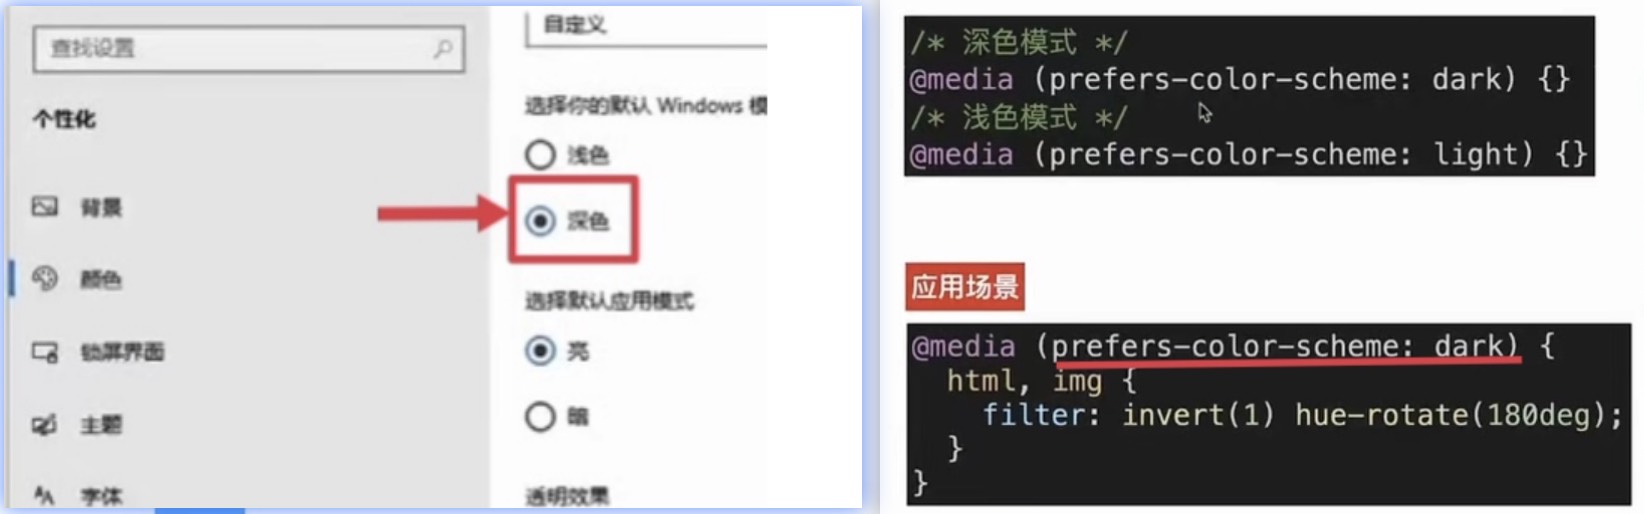 查找设置
个性化
背景
颜色
锁屏界面
主题
字体
自定义
选择你的默认 Windows 模
浅色
深色
选择默认应用模式
亮
暗
透明效果
/* 深色模式 */
@media (prefers-color-scheme: dark) {}
/* 浅色模式 */
@media (prefers-color-scheme: light) {}
应用场景
@media (prefers-color-scheme: dark) {
html, img {
filter: invert(1) hue-rotate(180deg);
}
}